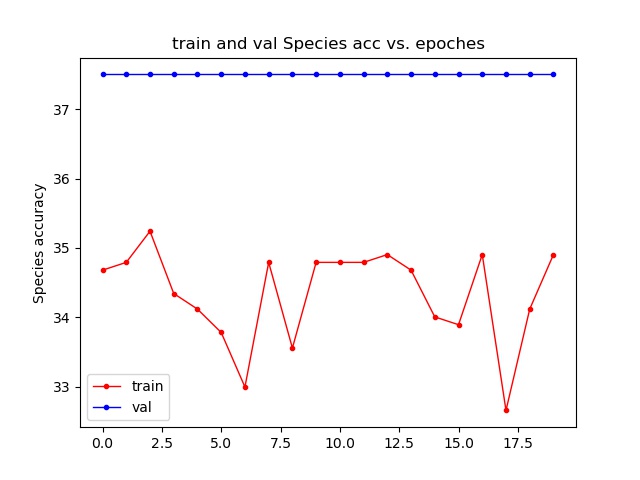 train and val Species acc vs. epoches
Species accuracy
37
36
35
34
33
train
val
0.0 2.5 5.0 7.5 10.0 12.5 15.0 17.5